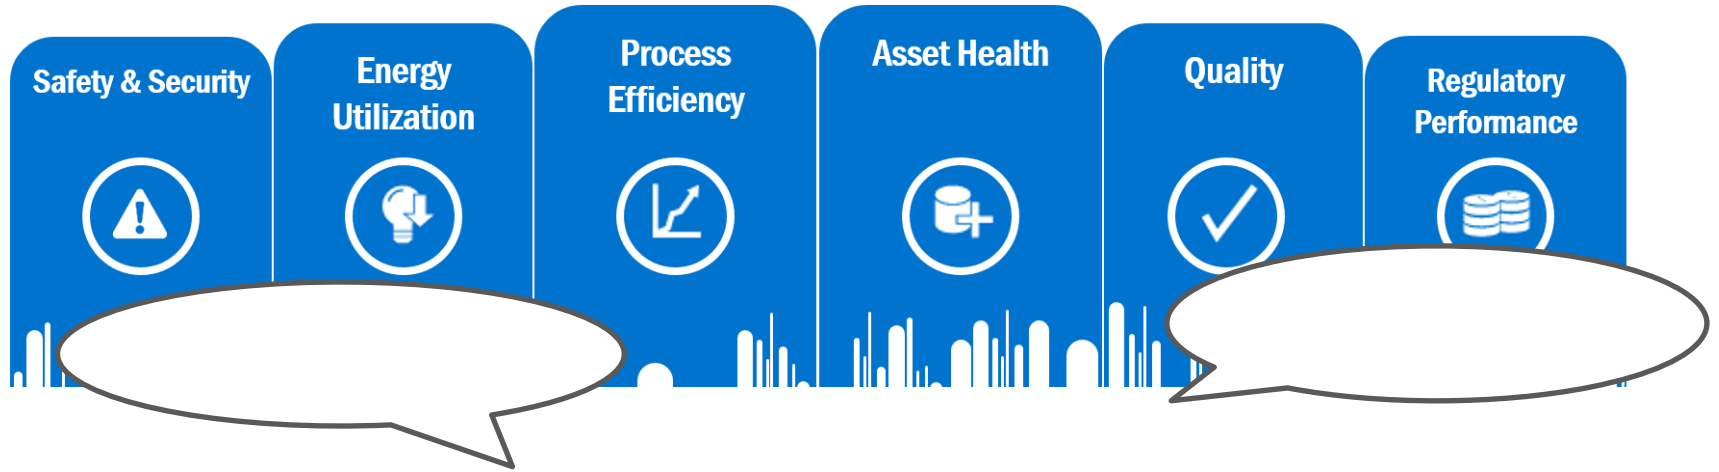 Safety & Security
Energy
Utilization
Process
Efficiency
Asset Health
Quality
Regulatory
Performance